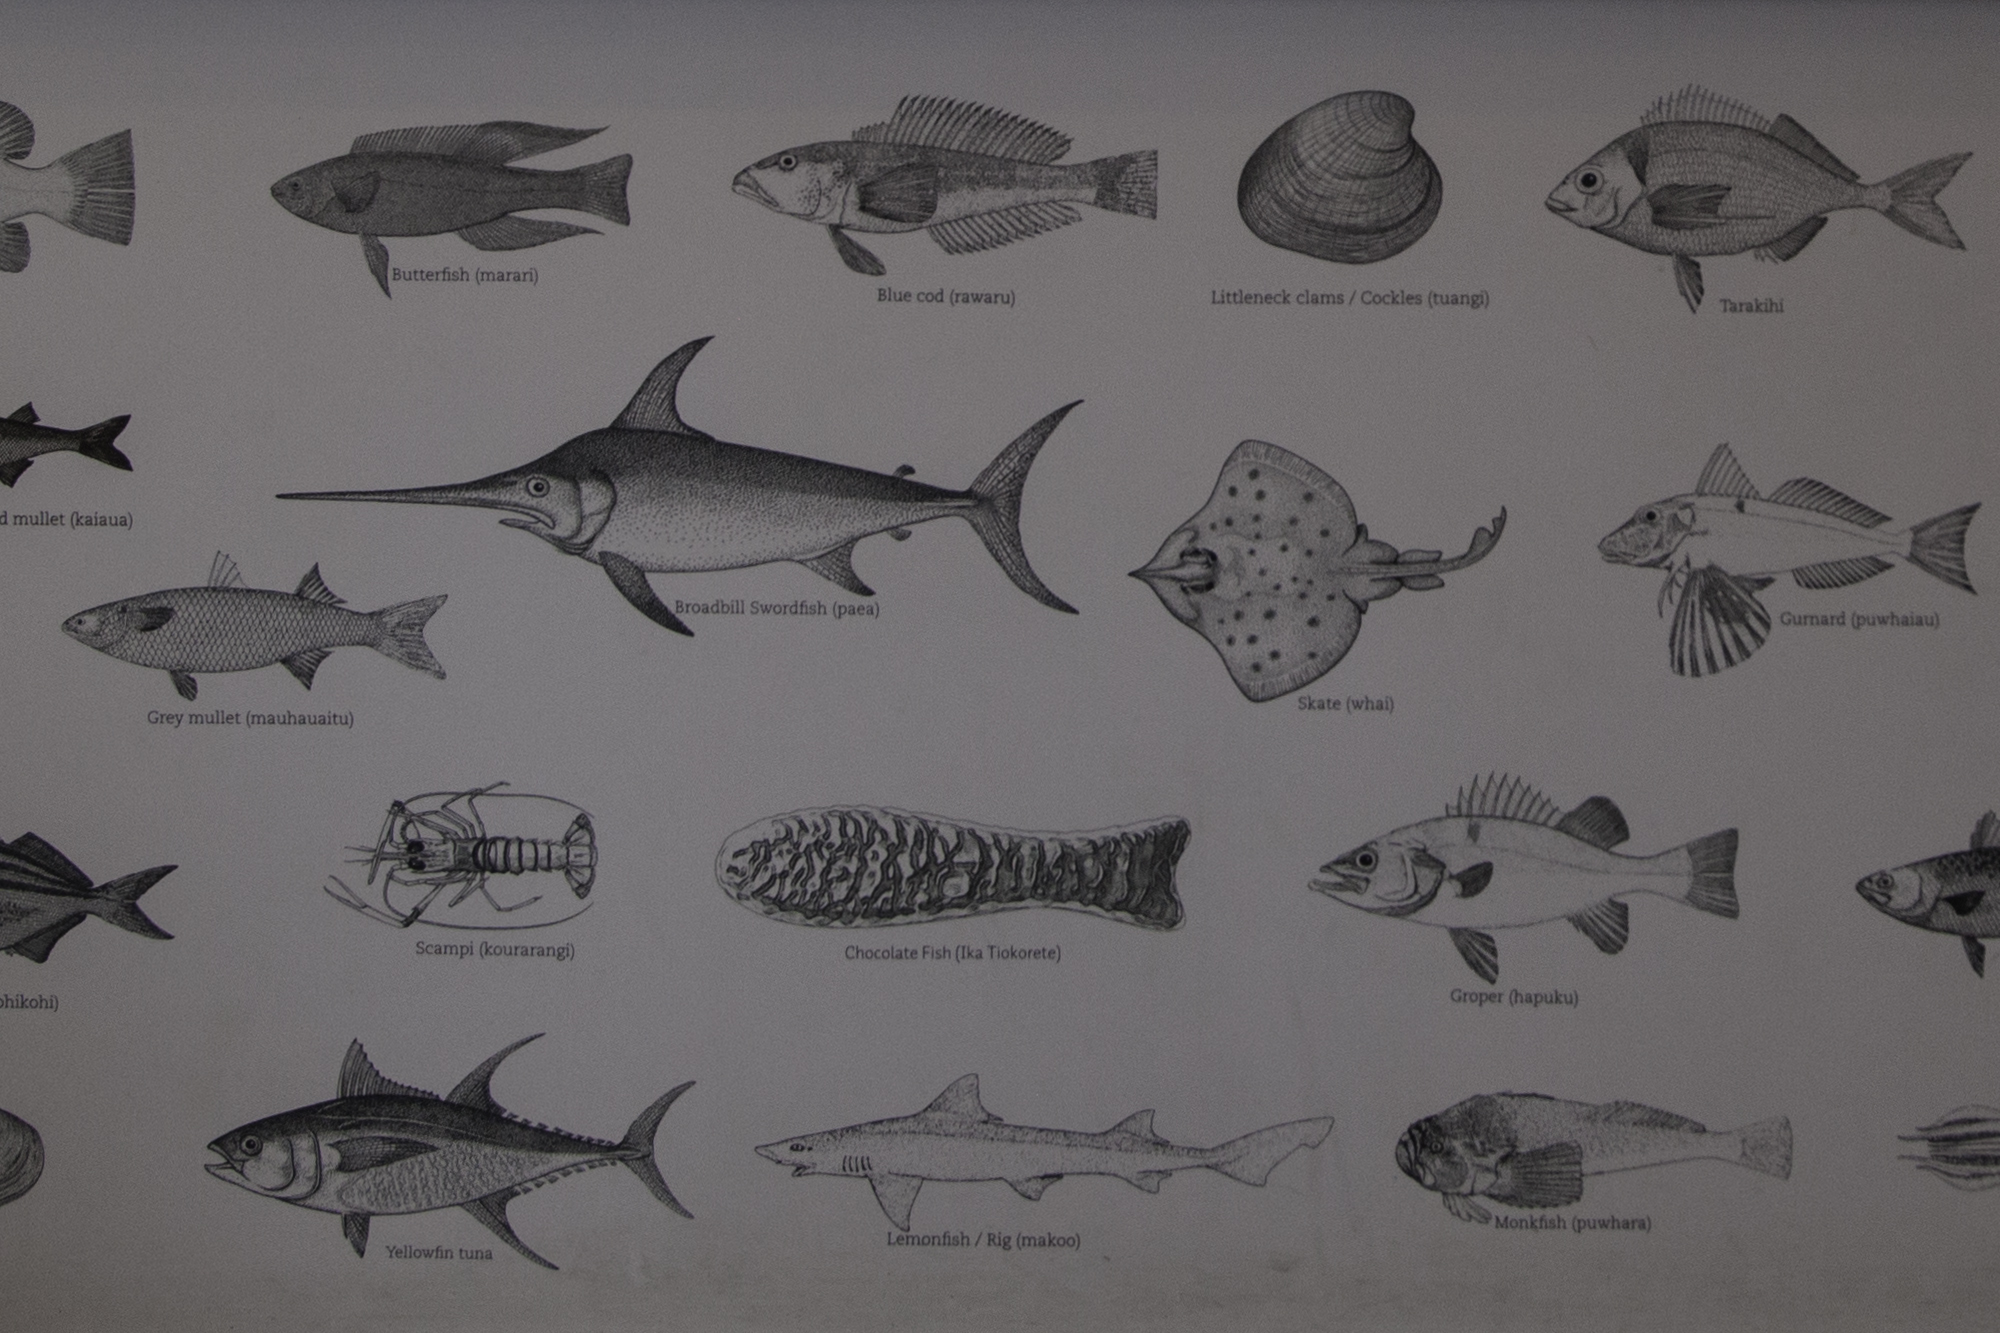 Butterfish (marari)
Blue cod (rawaru)
Littleneck clams / Cockles (tuangi)
Tarakihi
d mullet (kaiaua)
Broadbill Swordfish (paea)
Gurnard (puwhaiau)
Skate (whai)
Grey mullet (mauhauaitu)
Scampi (kourarangi)
Chocolate Fish (Ika Tiokorete)
Groper (hapuku)
ohikohi)
Yellowfin tuna
Lemonfish / Rig (makoo)
Monkfish (puwhara)